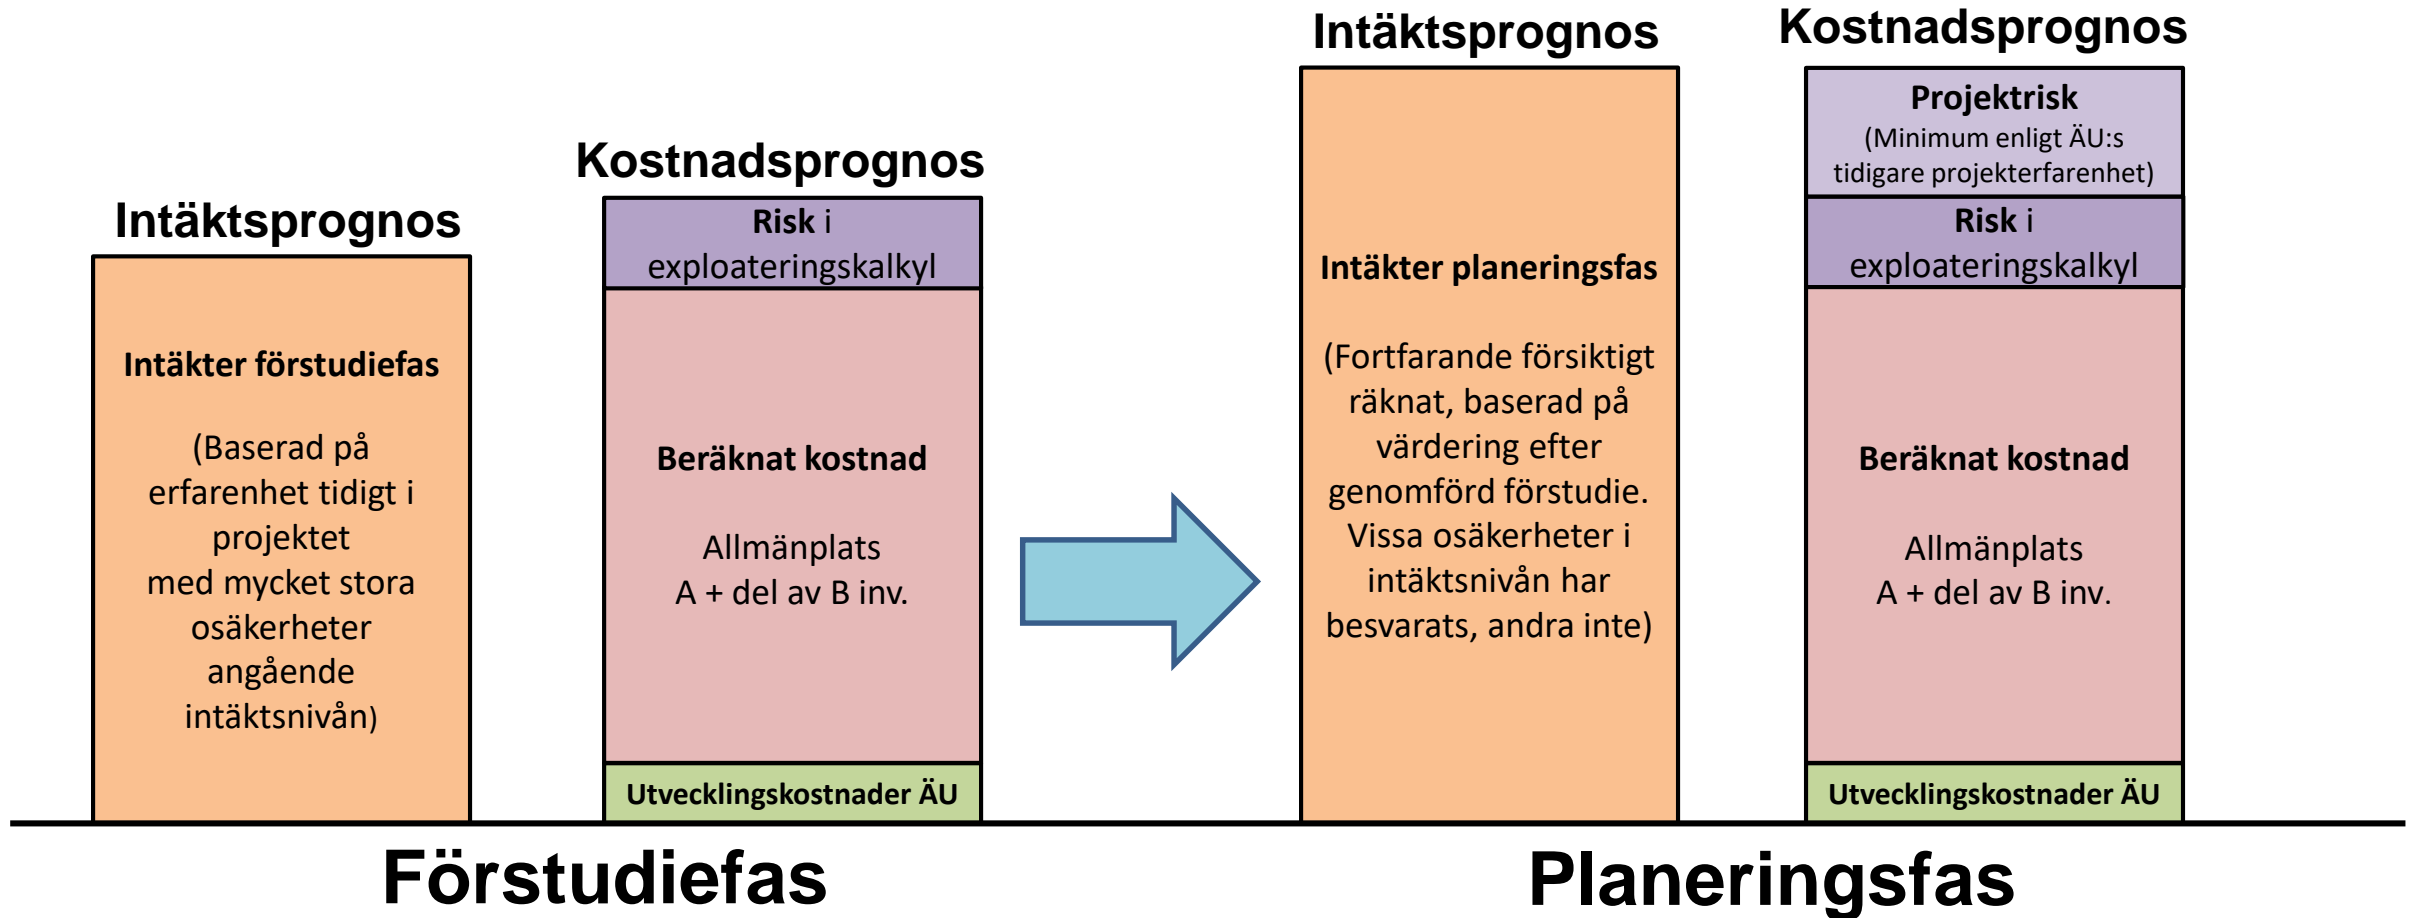 Intäktsprognos
Intäkter förstudiefas
(Baserad på
erfarenhet tidigt i
projektet
med mycket stora
osäkerheter
angående
intäktsnivån)
Kostnadsprognos
Risk i
exploateringskalkyl
Beräknat kostnad
Allmänplats
A + del av B inv.
Utvecklingskostnader ÄU
Förstudiefas
Intäktsprognos
Intäkter planeringsfas
(Fortfarande försiktigt
räknat, baserad på
värdering efter
genomförd förstudie.
Vissa osäkerheter i
intäktsnivån har
besvarats, andra inte)
Kostnadsprognos
Projektrisk
(Minimum enligt ÄU:s
tidigare projekterfarenhet)
Risk i
exploateringskalkyl
Beräknat kostnad
Allmänplats
A + del av B inv.
Utvecklingskostnader ÄU
Planeringsfas